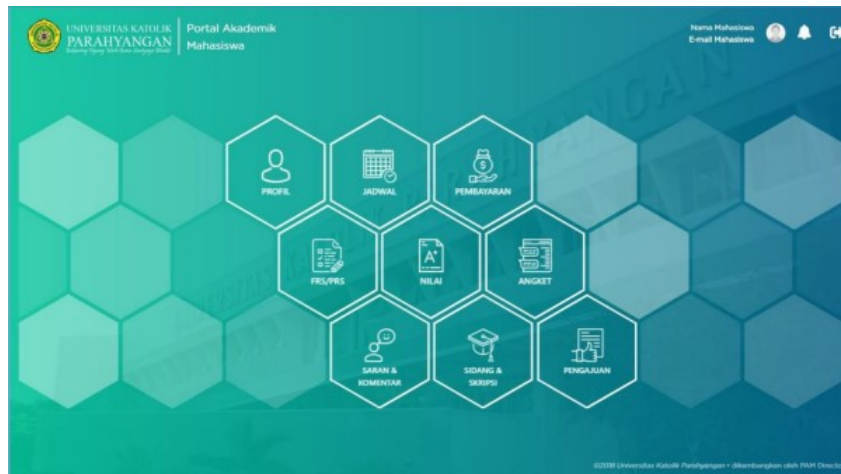 UNIVERSITAS KATOLIK
PARAHYANGAN
Portal Akademik
Mahasiswa
Nama Mahasiswa
E-mail Mahasiswa
PROFIL
JADWAL
PEMBAYARAN
FRS/PRS
A+
NILAI
ANGKET
SARAN &
KOMENTAR
SIDANG &
SKRIPSI
PENGAJUAN
©2018 Universitas Katolik Parahyangan • dikembangkan oleh PAM Director